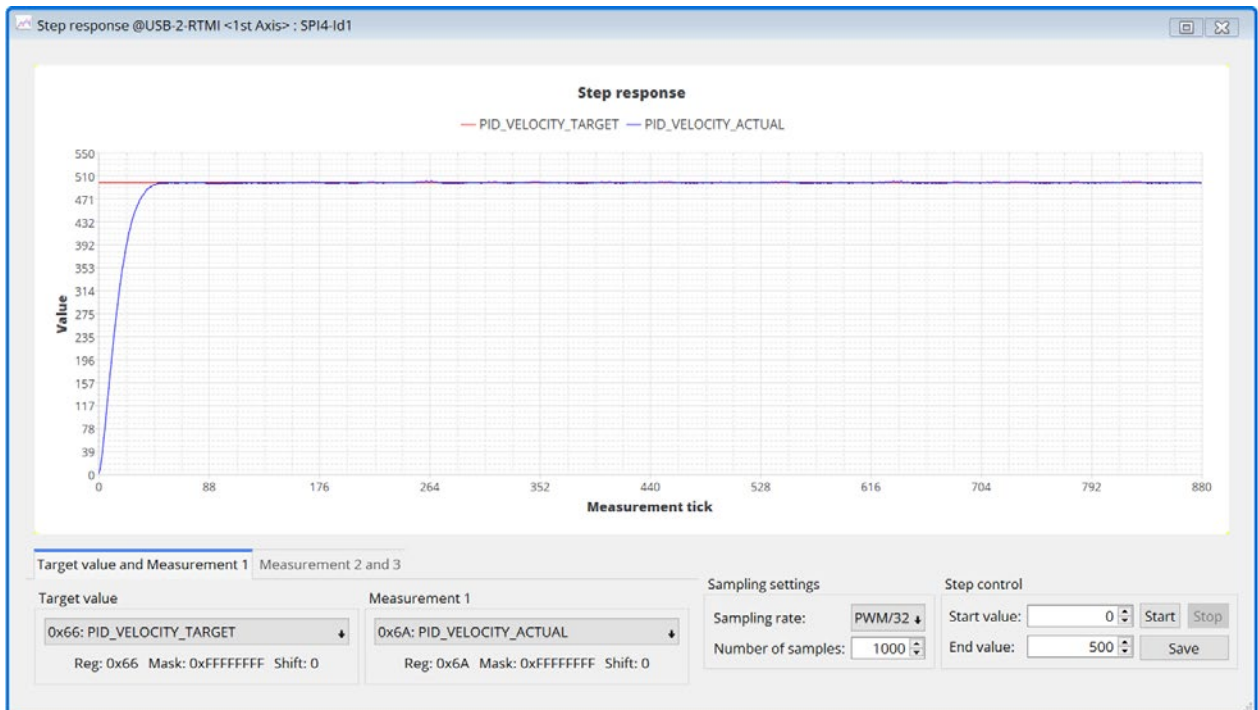 Step response @USB-2-RTMI <1st Axis> : SPI4-Id1
Step response
PID_VELOCITY_TARGET PID_VELOCITY_ACTUAL
550
510
471
432
392
353
314
275
235
196
157
117
78
39
0
Value
0 88 176 264 352 440 528 616 704 792 880
Measurement tick
Target value and Measurement 1 Measurement 2 and 3
Target value
0x66: PID_VELOCITY_TARGET
Reg: 0x66 Mask: 0xFFFFFFFF Shift: 0
Measurement 1
0x6A: PID_VELOCITY_ACTUAL
Reg: 0x6A Mask: 0xFFFFFFFF Shift: 0
Sampling settings
Sampling rate: PWM/32
Number of samples: 1000
Step control
Start value: 0 Start Stop
End value: 500 Save